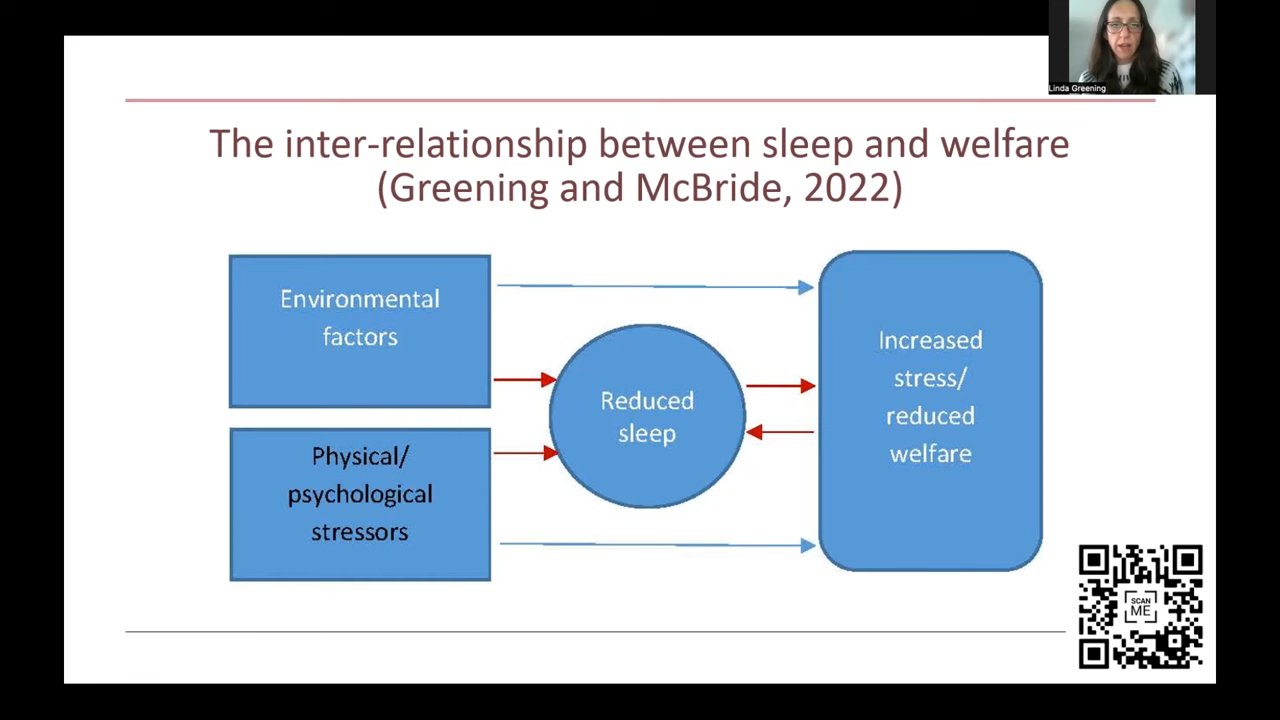 Linda Greening
The inter-relationship between sleep and welfare
(Greening and McBride, 2022)
Environmental
factors
Physical/
psychological
stressors
Reduced
sleep
Increased
stress/
reduced
welfare
SCAN
ME